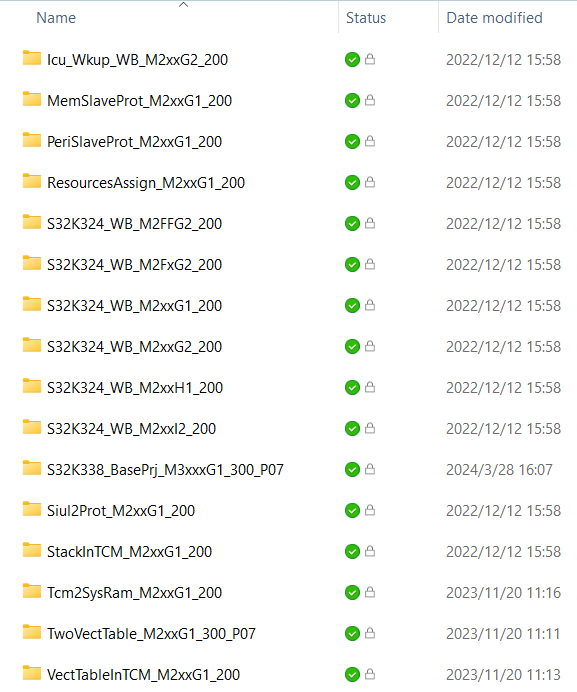 Name Status Date modified
Icu_Wkup_WB_M2xxG2_200 2022/12/12 15:58
MemSlaveProt_M2xxG1_200 2022/12/12 15:58
PeriSlaveProt_M2xxG1_200 2022/12/12 15:58
ResourcesAssign_M2xxG1_200 2022/12/12 15:58
S32K324_WB_M2FFG2_200 2022/12/12 15:58
S32K324_WB_M2FxG2_200 2022/12/12 15:58
S32K324_WB_M2xxG1_200 2022/12/12 15:58
S32K324_WB_M2xxG2_200 2022/12/12 15:58
S32K324_WB_M2xxH1_200 2022/12/12 15:58
S32K324_WB_M2xxI2_200 2022/12/12 15:58
S32K338_BasePrj_M3xxxG1_300_P07 2024/3/28 16:07
Siul2Prot_M2xxG1_200 2022/12/12 15:58
StackInTCM_M2xxG1_200 2022/12/12 15:58
Tcm2SysRam_M2xxG1_200 2023/11/20 11:16
TwoVectTable_M2xxG1_300_P07 2023/11/20 11:11
VectTableInTCM_M2xxG1_200 2023/11/20 11:13